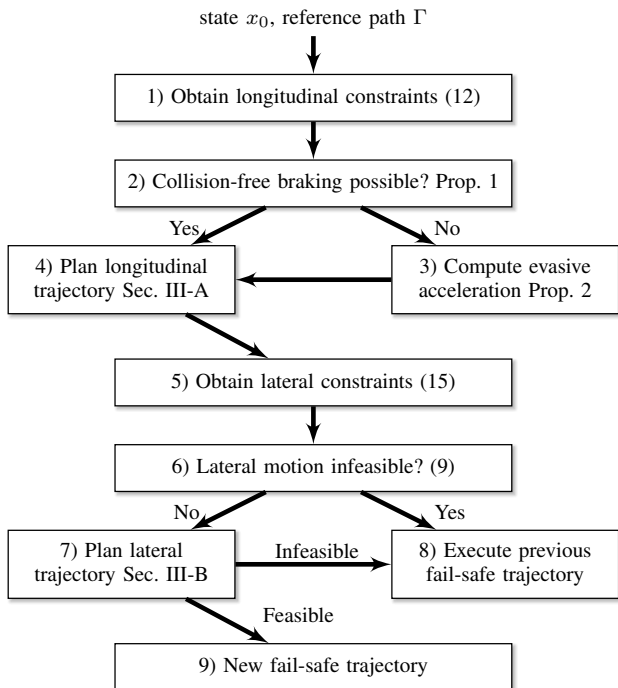 state x₀, reference path Γ
1) Obtain longitudinal constraints (12)
2) Collision-free braking possible? Prop. 1
Yes
No
4) Plan longitudinal
trajectory Sec. III-A
3) Compute evasive
acceleration Prop. 2
5) Obtain lateral constraints (15)
6) Lateral motion infeasible? (9)
No
Yes
7) Plan lateral
trajectory Sec. III-B
Infeasible
8) Execute previous
fail-safe trajectory
Feasible
9) New fail-safe trajectory